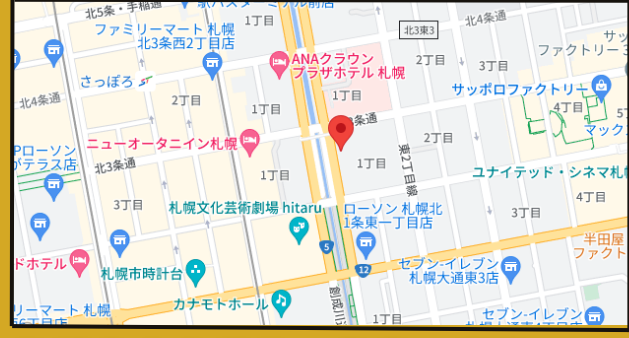 北5条・手稲通
1丁目
ファミリーマート 札幌
北3条西2丁目店
北3東3
北4条通
ANAクラウン
プラザホテル 札幌
2丁目
3丁目
ファクトリー
さっぽろ
サッポロファクトリー
北4条通
2丁目
1丁目
1丁目
4丁目
条通
2丁目
ニューオータニイン札幌
ローソン
がテラス店
北3条通
1丁目
1丁目
東2丁目線
ユナイテッド・シネマ札幌
3丁目
札幌文化芸術劇場 hitaru
ローソン 札幌北
1条東一丁目店
3丁目
4丁目
5
半田屋
ファクト
ドホテル
札幌市時計台
12
セブン-イレブン
札幌大通東3店
カナモトホール
創成川
リーマート 札幌
1丁目
セブン-イレブン